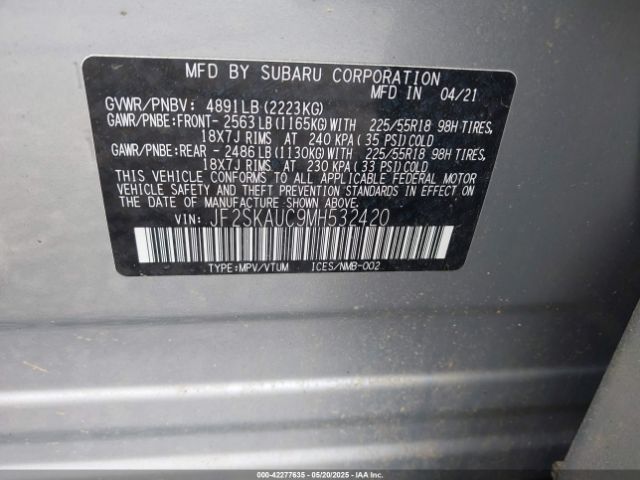 MFD BY SUBARU CORPORATION
MFD IN 04/21
GVWR/PNBV: 4891LB(2223KG)
GAWR/PNBE:FRONT- 2563LB(1165KG)WITH 225/55R18 98H TIRES,
18X7J RIMS AT 240 KPA(35 PSI)COLD
GAWR/PNBE:REAR - 2486LB(1130KG)WITH 225/55R18 98H TIRES,
18X7J RIMS AT 230 KPA(33 PSI)COLD
THIS VEHICLE CONFORMS TO ALL APPLICABLE FEDERAL MOTOR
VEHICLE SAFETY AND THEFT PREVENTION STANDARDS IN EFFECT ON
THE DATE OF MANUFACTURE SHOWN ABOVE.
VIN: JF2SKAUC9MH532420
TYPE:MPV/VTUM ICES/NMB-002
000-42277635 - 05/20/2025 - IAAI.COM